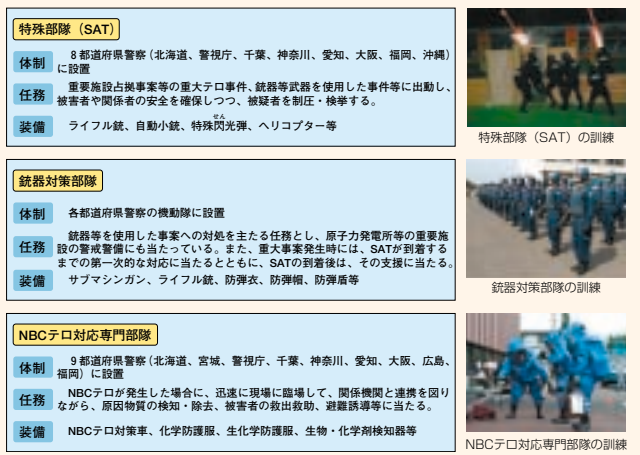 特殊部隊（SAT）
体制
8都道府県警察（北海道、警視庁、千葉、神奈川、愛知、大阪、福岡、沖縄）
に設置
任務
重要施設占拠事案等の重大テロ事件、銃器等武器を使用した事件等に出動し、
被害者や関係者の安全を確保しつつ、被疑者を制圧・検挙する。
装備
せん
ライフル銃、自動小銃、特殊閃光弾、ヘリコプター等
特殊部隊（SAT）の訓練
銃器対策部隊
体制
各都道府県警察の機動隊に設置
任務
銃器等を使用した事案への対処を主たる任務とし、原子力発電所等の重要施
設の警戒警備にも当たっている。また、重大事案発生時には、SATが到着する
までの第一次的な対応に当たるとともに、SATの到着後は、その支援に当たる。
装備
サブマシンガン、ライフル銃、防弾衣、防弾帽、防弾盾等
銃器対策部隊の訓練
NBCテロ対応専門部隊
体制
9都道府県警察（北海道、宮城、警視庁、千葉、神奈川、愛知、大阪、広島、
福岡）に設置
任務
NBCテロが発生した場合に、迅速に現場に臨場して、関係機関と連携を図り
ながら、原因物質の検知・除去、被害者の救出救助、避難誘導等に当たる。
装備
NBCテロ対策車、化学防護服、生化学防護服、生物・化学剤検知器等
NBCテロ対応専門部隊の訓練